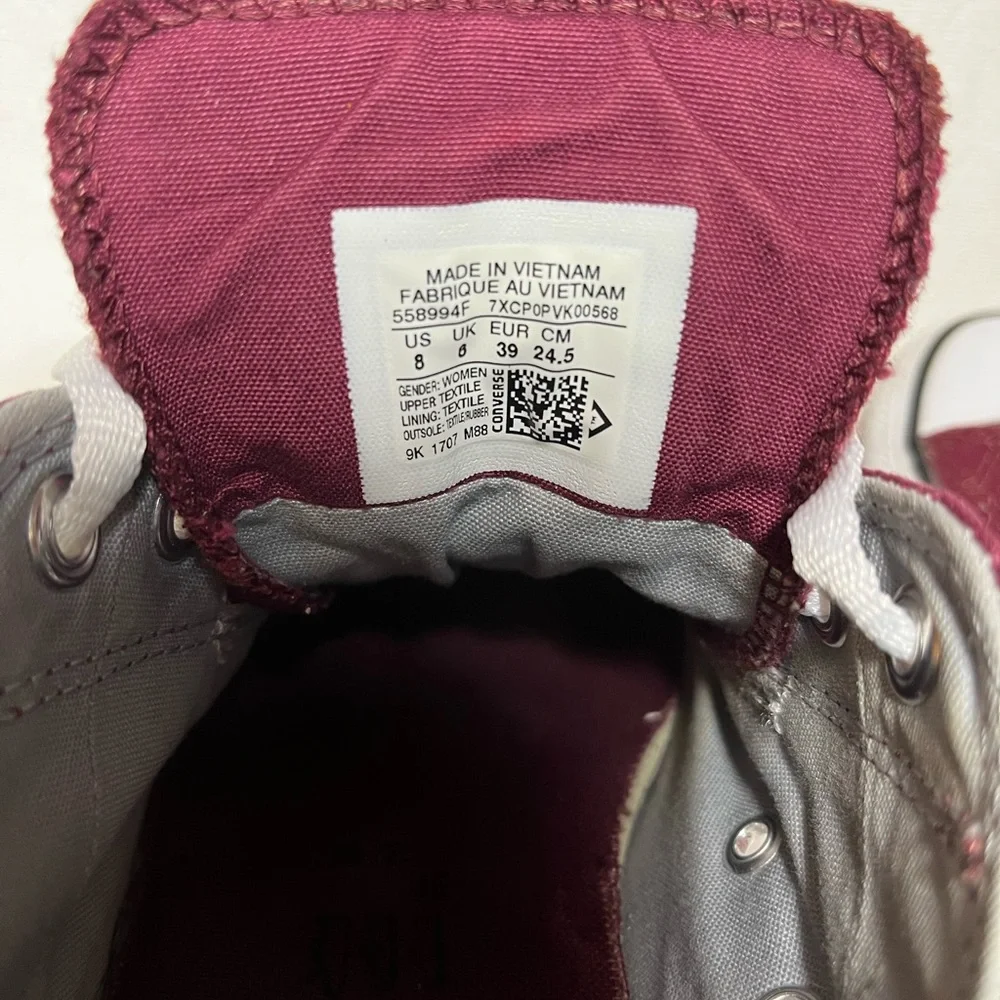 MADE IN VIETNAM
FABRIQUE AU VIETNAM
558994F 7XCP0PVK00568
US UK EUR CM
8 6 39 24.5
GENDER: WOMEN
UPPER TEXTILE
LINING: TEXTILE
OUTSOLE: TEXTILE/RUBBER
9K 1707 M88
CONVERSE